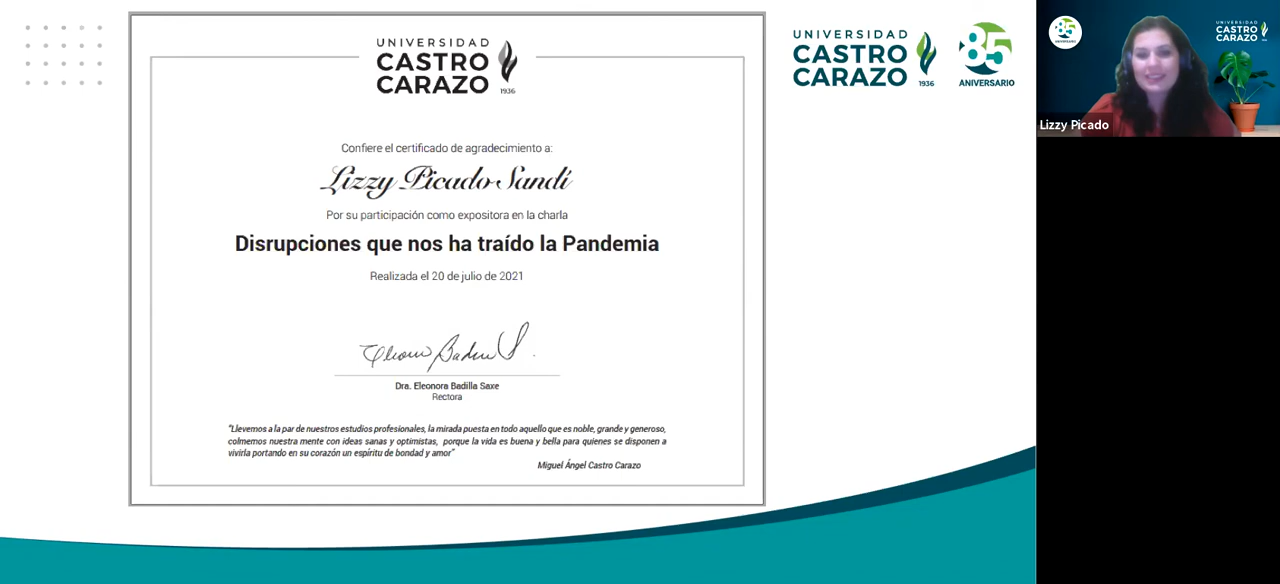 UNIVERSIDAD
CASTRO
CARAZO
1936
Confiere el certificado de agradecimiento a:
Lizzy Picado Sandí
Por su participación como expositora en la charla
Disrupciones que nos ha traído la Pandemia
Realizada el 20 de julio de 2021
Dra. Eleonora Badilla Saxe
Rectora
"Llevemos a la par de nuestros estudios profesionales, la mirada puesta en todo aquello que es noble, grande y generoso,
colmemos nuestra mente con ideas sanas y optimistas, porque la vida es buena y bella para quienes se disponen a
vivirla portando en su corazón un espíritu de bondad y amor"
Miguel Ángel Castro Carazo
UNIVERSIDAD
CASTRO
CARAZO
1936
85
ANIVERSARIO
85
UNIVERSIDAD
CASTRO
CARAZO
Lizzy Picado